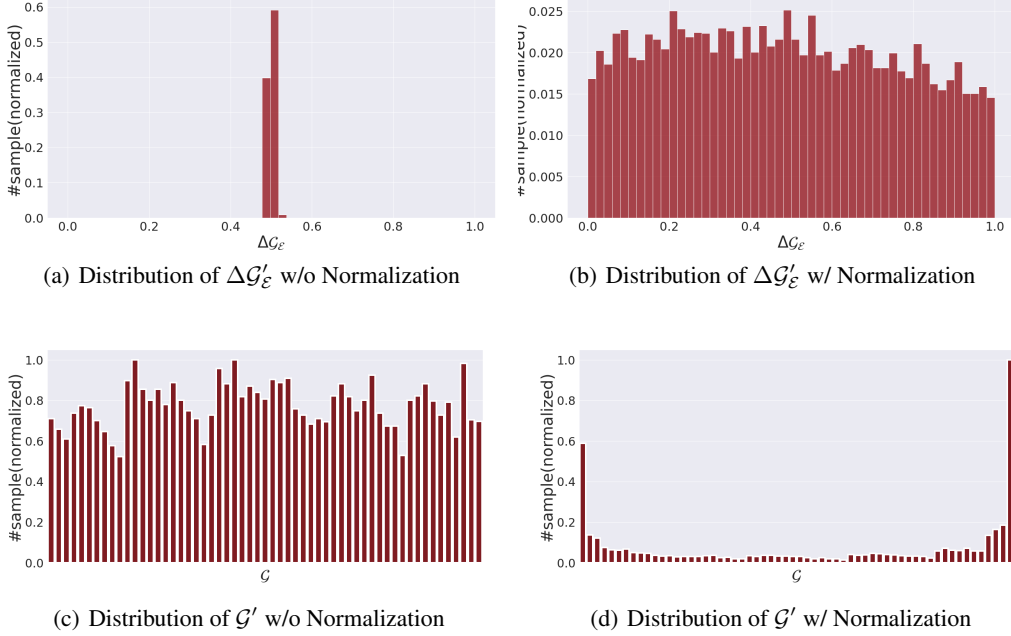 0.6
0.5
0.4
0.3
0.2
0.1
0.0
#sample(normalized)
0.0 0.2 0.4 0.6 0.8 1.0
Δ𝒢_ℰ
(a) Distribution of Δ𝒢′_ℰ w/o Normalization
0.025
0.020
0.015
0.010
0.005
0.000
#sample(normalized)
0.0 0.2 0.4 0.6 0.8 1.0
Δ𝒢_ℰ
(b) Distribution of Δ𝒢′_ℰ w/ Normalization
1.0
0.8
0.6
0.4
0.2
0.0
#sample(normalized)
𝒢
(c) Distribution of 𝒢′ w/o Normalization
1.0
0.8
0.6
0.4
0.2
0.0
#sample(normalized)
𝒢
(d) Distribution of 𝒢′ w/ Normalization